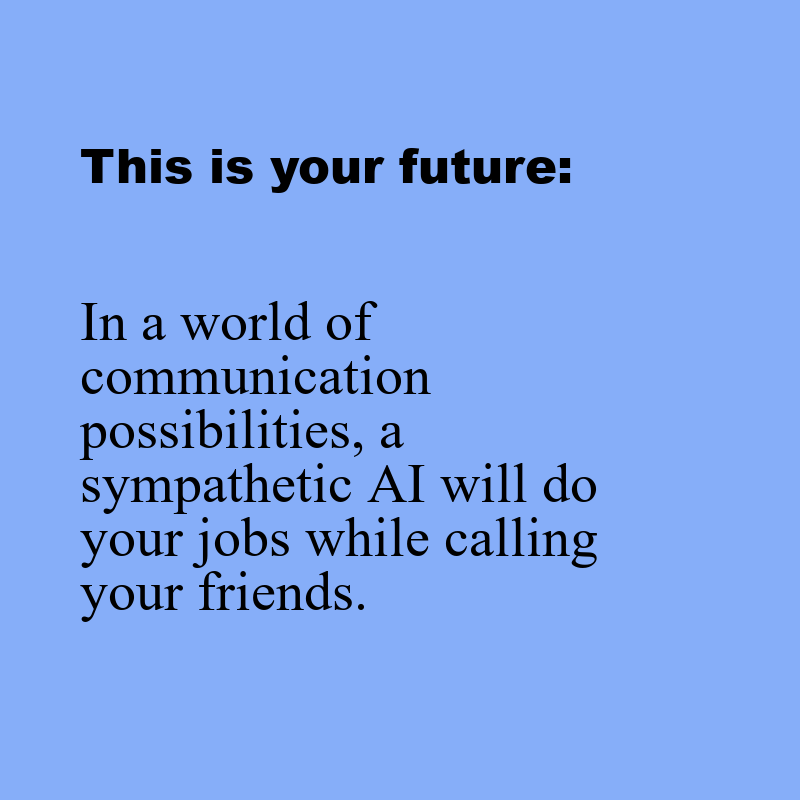 This is your future:
In a world of
communication
possibilities, a
sympathetic AI will do
your jobs while calling
your friends.